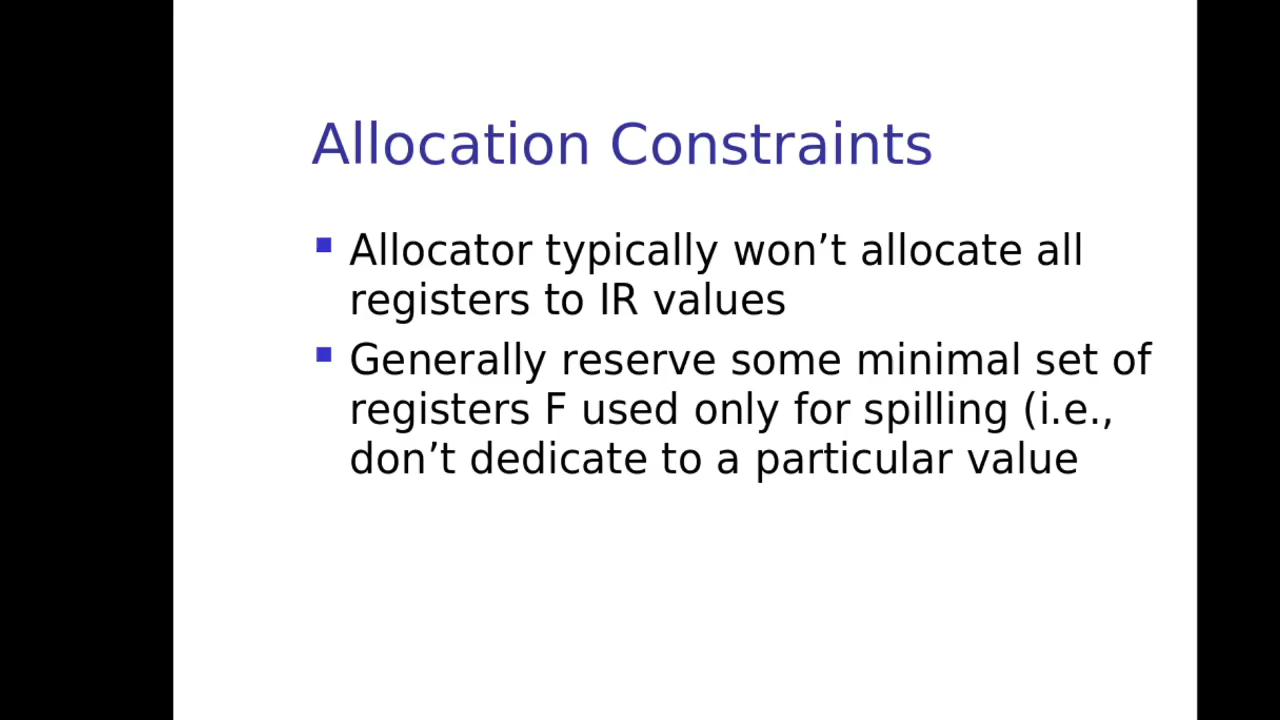 Allocation Constraints
Allocator typically won’t allocate all
registers to IR values
Generally reserve some minimal set of
registers F used only for spilling (i.e.,
don’t dedicate to a particular value